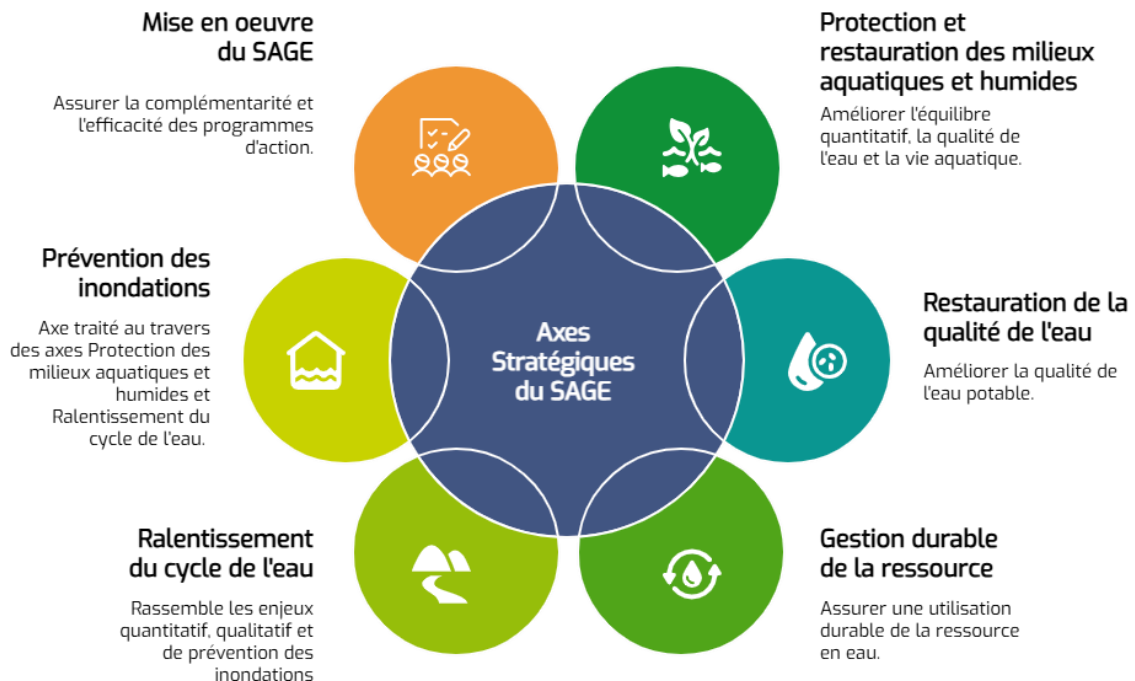 Mise en oeuvre
du SAGE
Assurer la complémentarité et
l'efficacité des programmes
d'action.
Protection et
restauration des milieux
aquatiques et humides
Améliorer l'équilibre
quantitatif, la qualité de
l'eau et la vie aquatique.
Prévention des
inondations
Axe traité au travers
des axes Protection des
milieux aquatiques et
humides et
Ralentissement du
cycle de l'eau.
Axes
Stratégiques
du SAGE
Restauration de la
qualité de l'eau
Améliorer la qualité de
l'eau potable.
Ralentissement
du cycle de l'eau
Rassemble les enjeux
quantitatif, qualitatif et
de prévention des
inondations
Gestion durable
de la ressource
Assurer une utilisation
durable de la ressource
en eau.